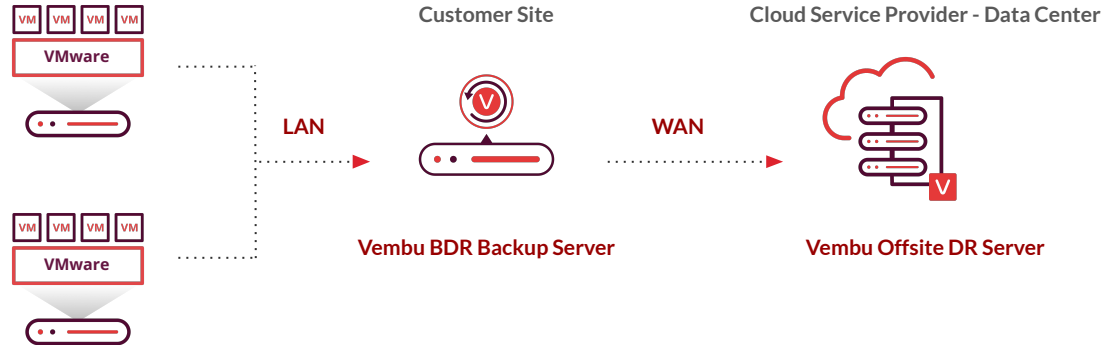 VM VM VM VM
VMware
Customer Site
Cloud Service Provider - Data Center
V
LAN
WAN
V
VM VM VM VM
VMware
Vembu BDR Backup Server
Vembu Offsite DR Server